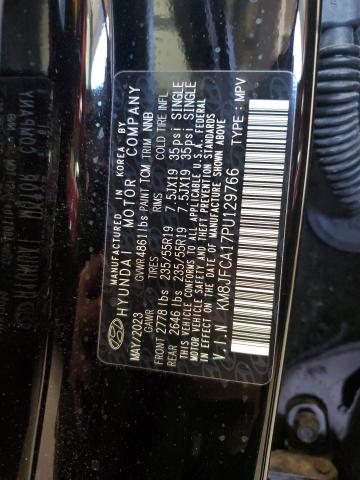 MANUFACTURED IN KOREA BY
HYUNDAI MOTOR COMPANY
MAY/2023 GVWR 4861 lbs PAINT TCM TRIM NNB
GAWR TIRES RIMS COLD TIRE INFL.
FRONT 2778 lbs 235/55R19 7.5JX19 35psi SINGLE
REAR 2646 lbs 235/55R19 7.5JX19 35psi SINGLE
THIS VEHICLE CONFORMS TO ALL APPLICABLE U.S.A. FEDERAL
MOTOR VEHICLE SAFETY, BUMPER, AND THEFT PREVENTION STANDARDS
IN EFFECT ON THE DATE OF MANUFACTURE SHOWN ABOVE.
V.I.N : KM8JFCA17PU129766 TYPE : MPV